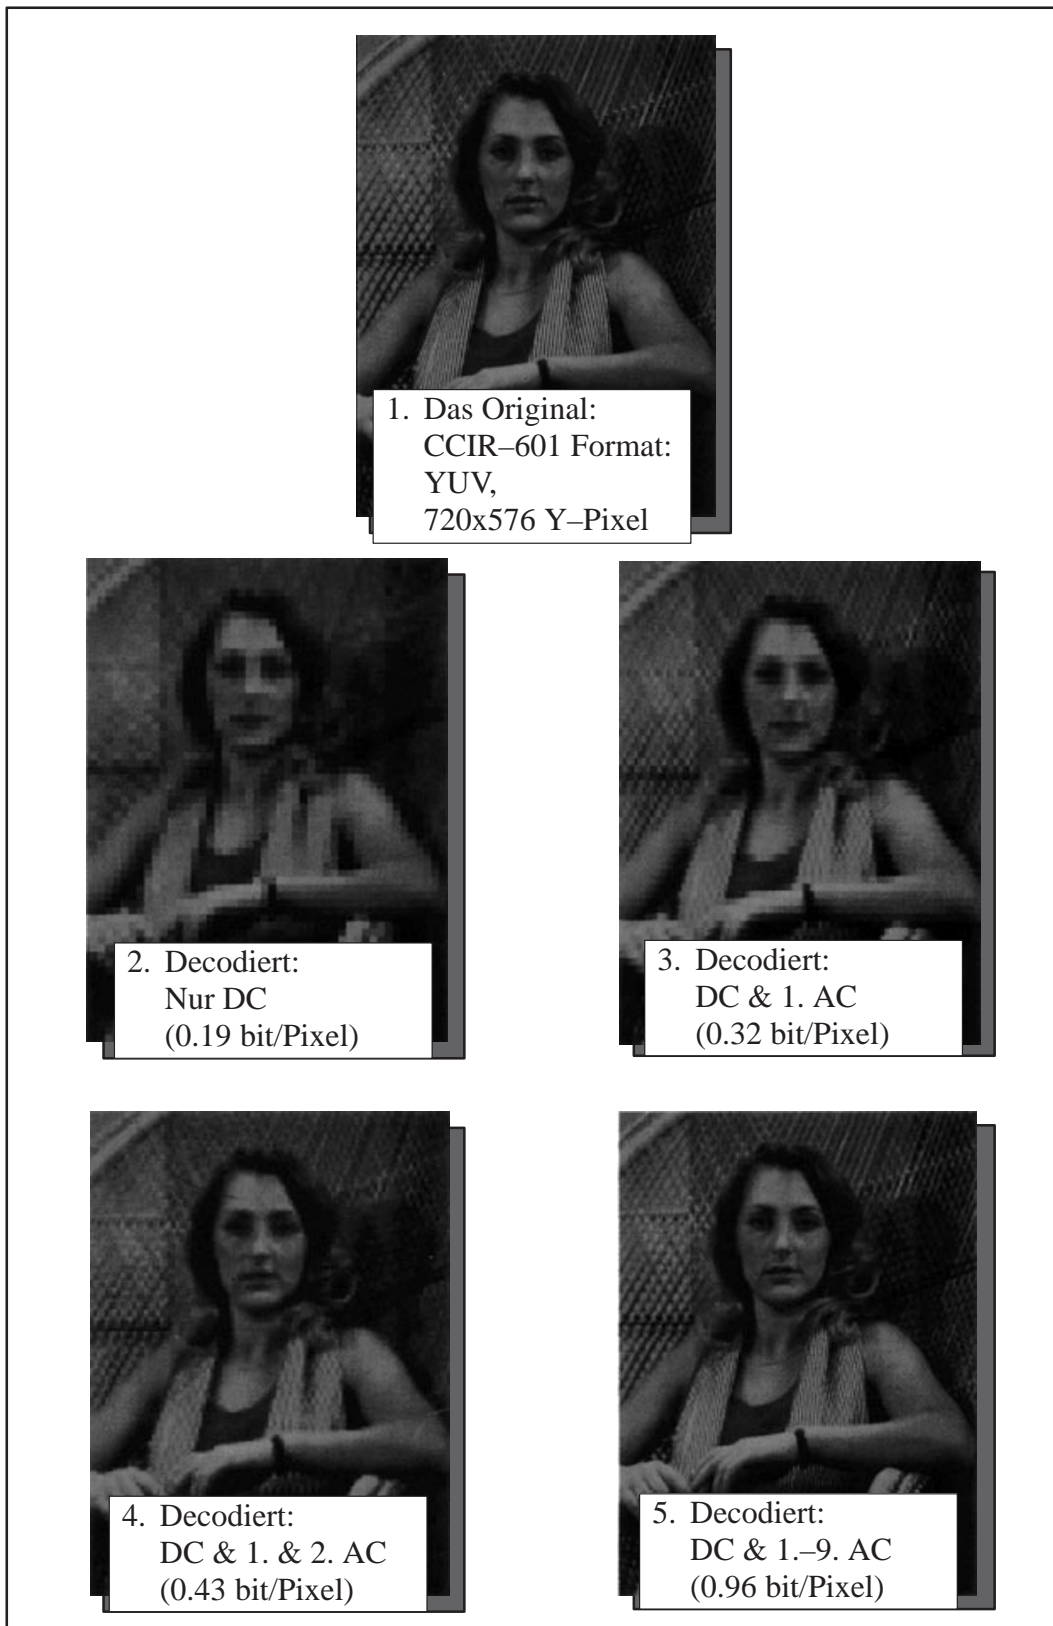 1. Das Original:
CCIR–601 Format:
YUV,
720x576 Y–Pixel
2. Decodiert:
Nur DC
(0.19 bit/Pixel)
3. Decodiert:
DC & 1. AC
(0.32 bit/Pixel)
4. Decodiert:
DC & 1. & 2. AC
(0.43 bit/Pixel)
5. Decodiert:
DC & 1.–9. AC
(0.96 bit/Pixel)